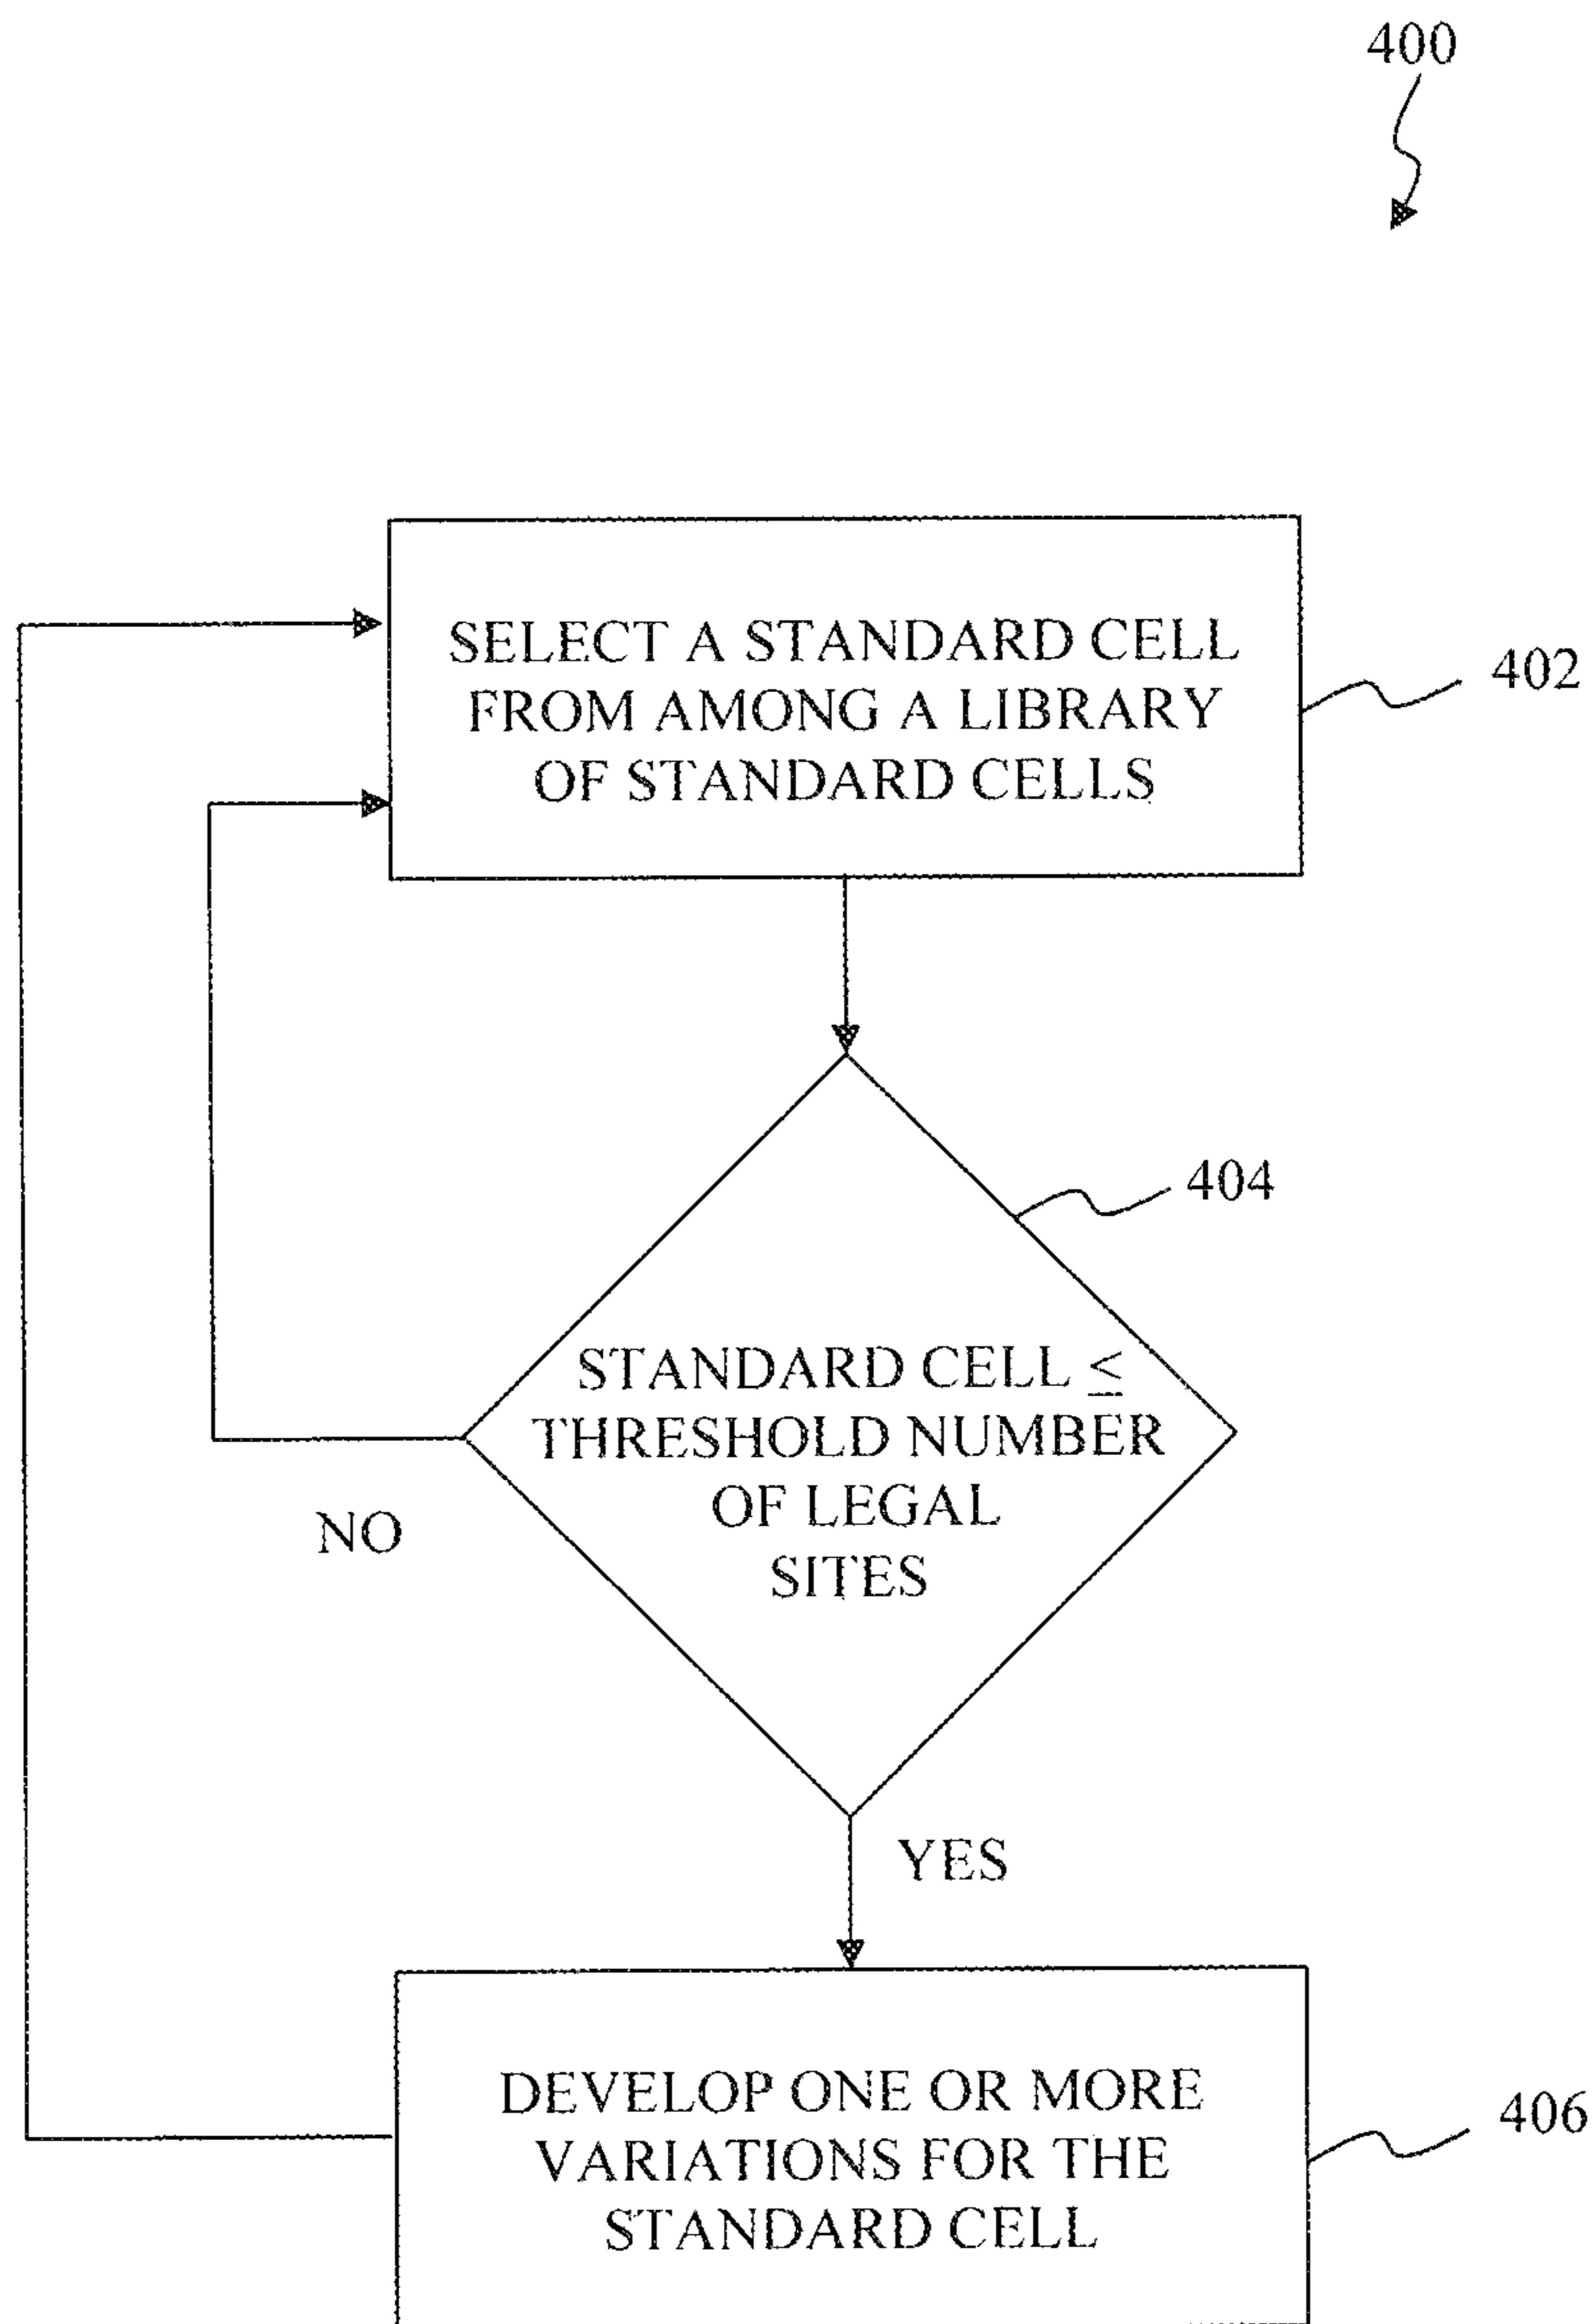 400
SELECT A STANDARD CELL
FROM AMONG A LIBRARY
OF STANDARD CELLS
402
404
STANDARD CELL ≤
THRESHOLD NUMBER
OF LEGAL
SITES
NO
YES
DEVELOP ONE OR MORE
VARIATIONS FOR THE
STANDARD CELL
406